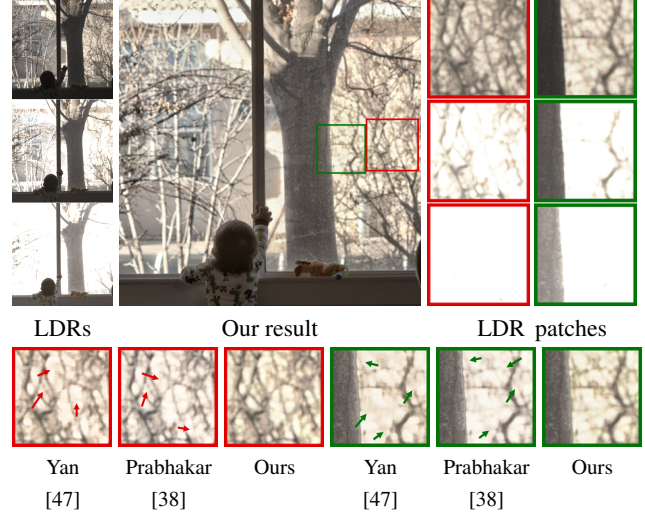 LDRs Our result LDR patches
Yan Prabhakar Ours Yan Prabhakar Ours
[47] [38] [47] [38]